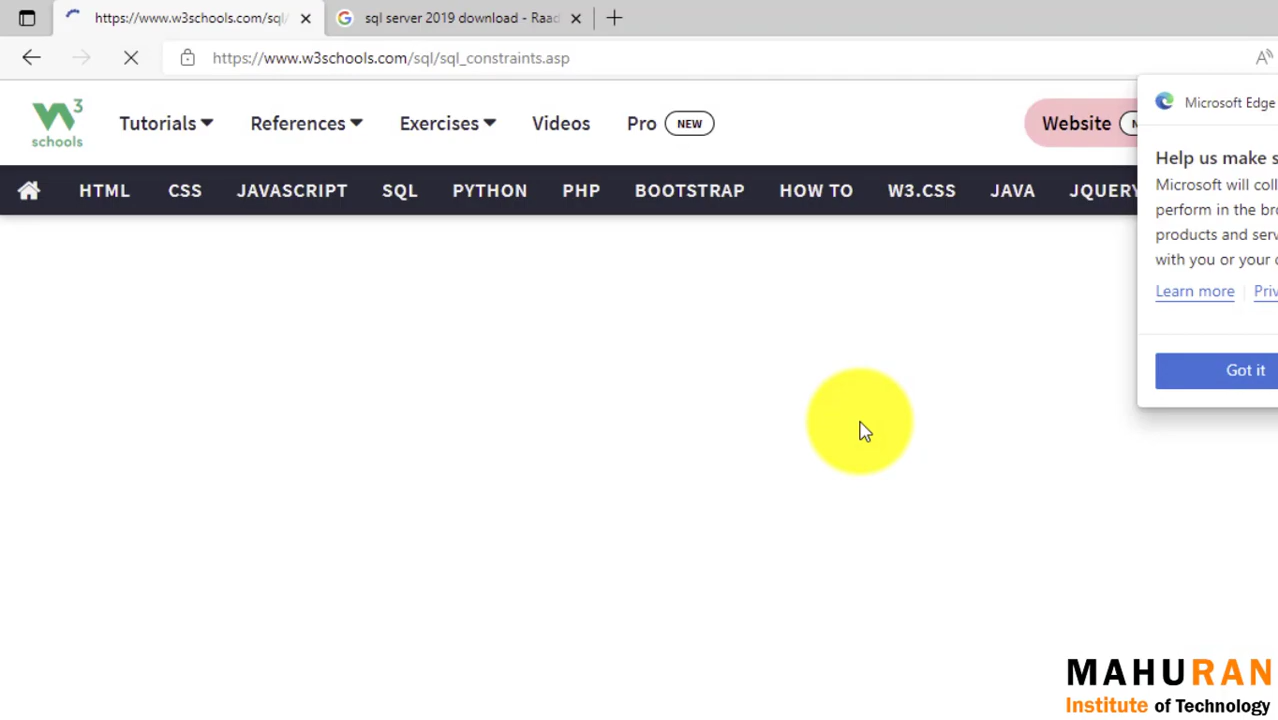 https://www.w3schools.com/sql/
sql server 2019 download - Raad
https://www.w3schools.com/sql/sql_constraints.asp
W3 schools
Tutorials
References
Exercises
Videos
Pro NEW
Website
HTML CSS JAVASCRIPT SQL PYTHON PHP BOOTSTRAP HOW TO W3.CSS JAVA JQUERY
Microsoft Edge
Help us make s
Microsoft will coll
perform in the bro
products and serv
with you or your
Learn more Priv
Got it
MAHURAN
Institute of Technology